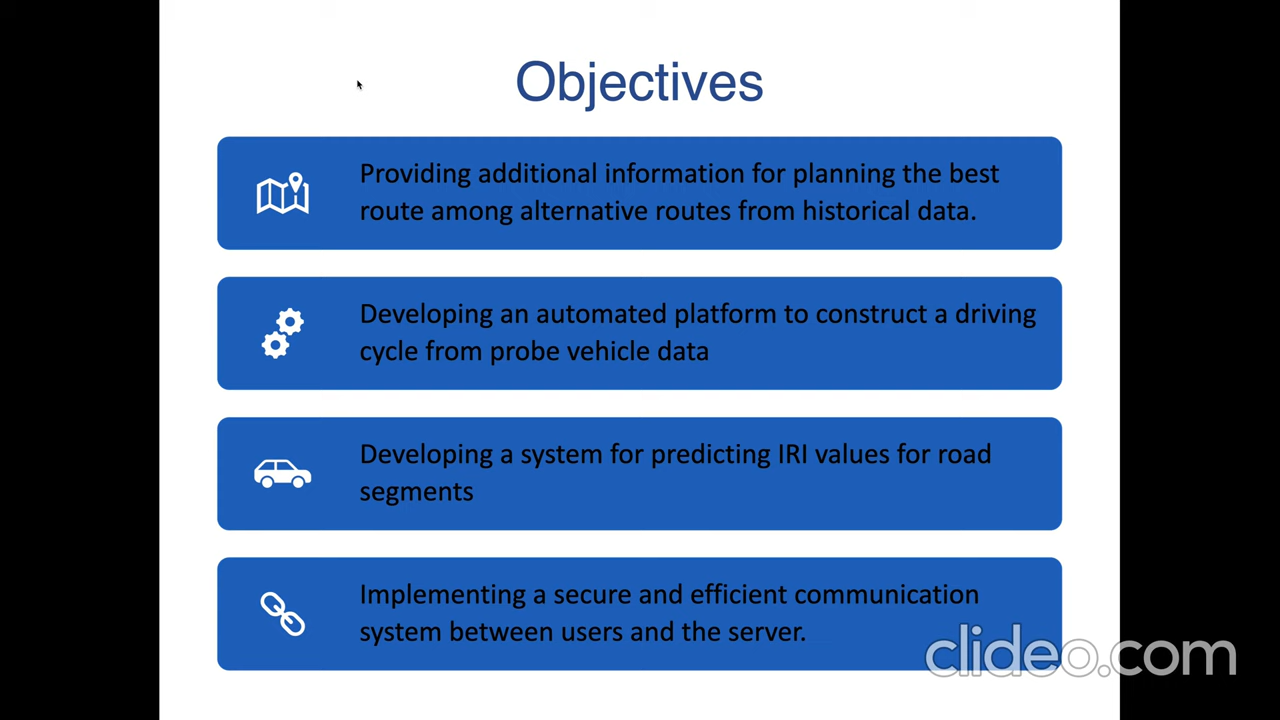 Objectives
Providing additional information for planning the best
route among alternative routes from historical data.
Developing an automated platform to construct a driving
cycle from probe vehicle data
Developing a system for predicting IRI values for road
segments
Implementing a secure and efficient communication
system between users and the server.
clideo.com